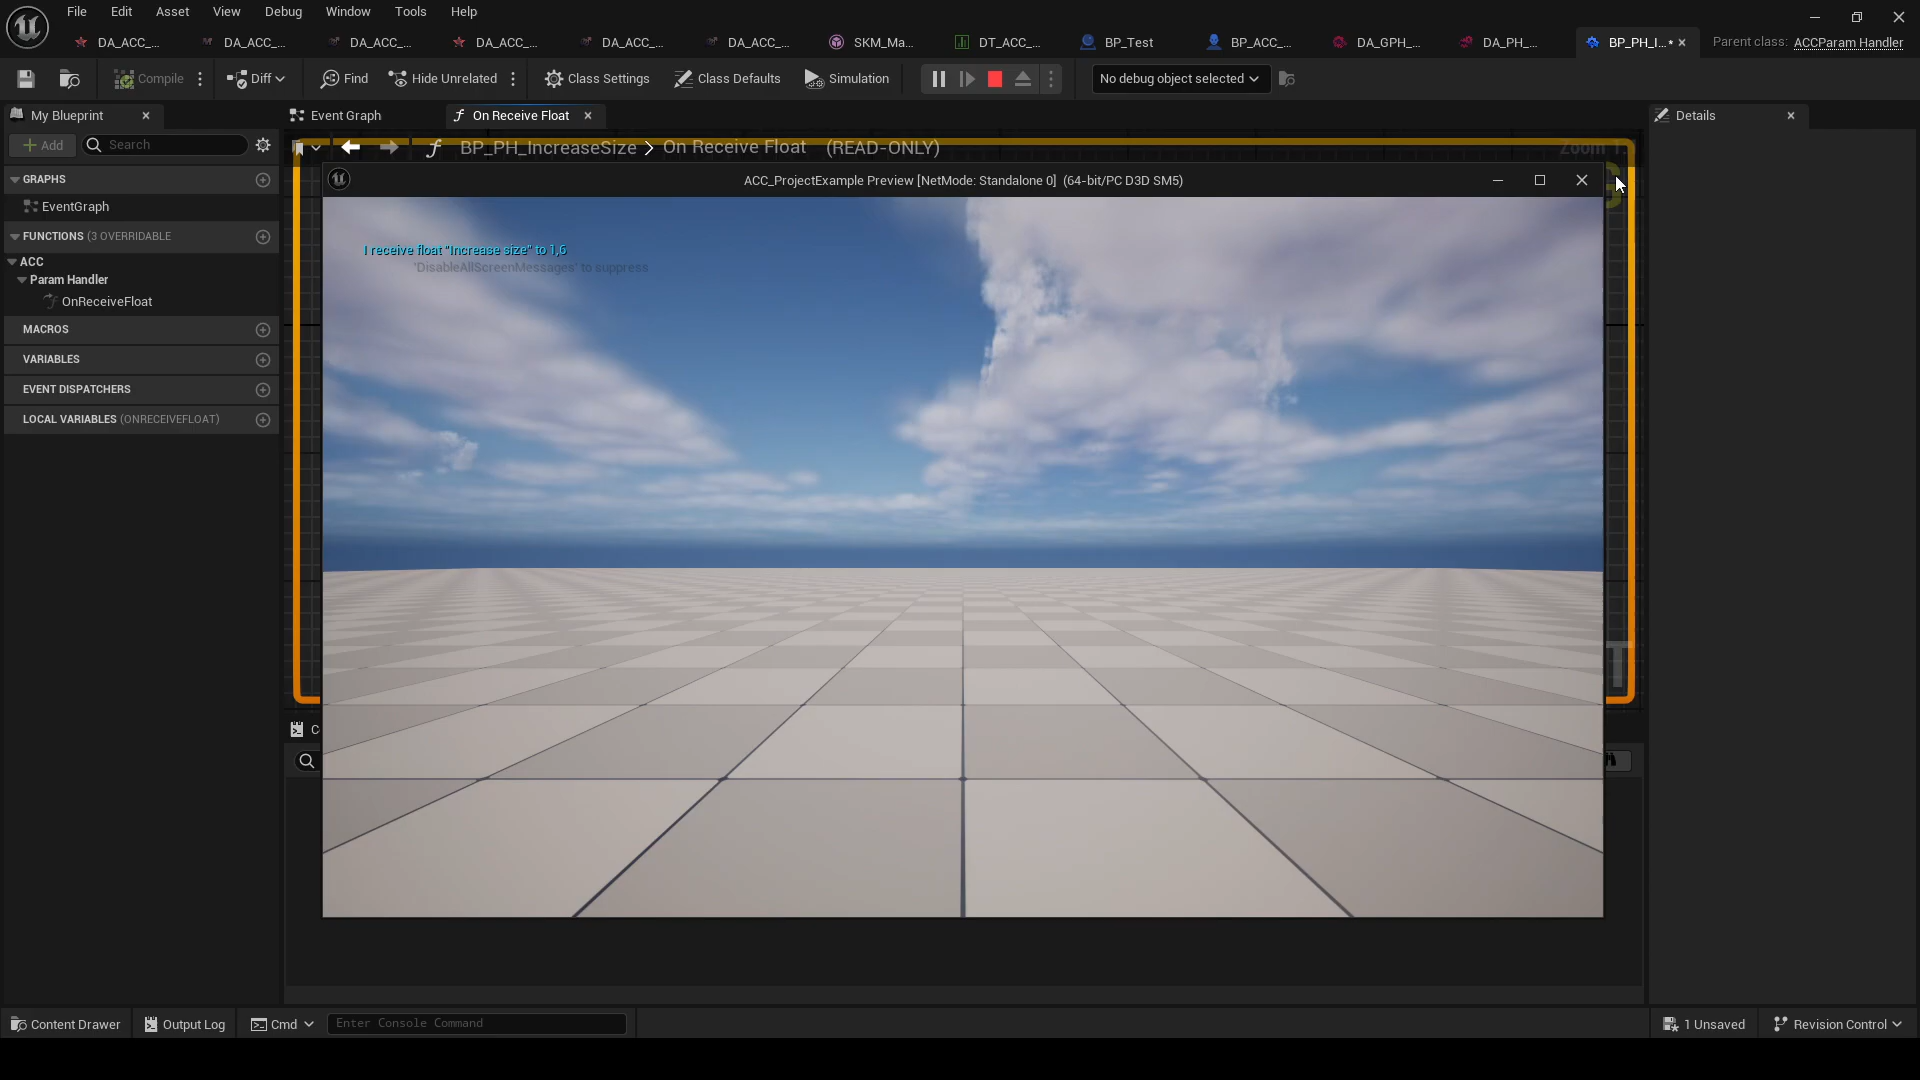 File Edit Asset View Debug Window Tools Help
DA_ACC_... DA_ACC_... DA_ACC_... DA_ACC_... DA_ACC_... DA_ACC_... SKM_Ma... DT_ACC_... BP_Test BP_ACC_... DA_GPH_... DA_PH_... BP_PH_I...• Parent class: ACCParam Handler
Compile Diff Find Hide Unrelated Class Settings Class Defaults Simulation No debug object selected
My Blueprint Event Graph On Receive Float Details
Add Search BP_PH_IncreaseSize > On Receive Float (READ-ONLY)
GRAPHS
EventGraph
FUNCTIONS (3 OVERRIDABLE
ACC
Param Handler
OnReceiveFloat
MACROS
VARIABLES
EVENT DISPATCHERS
LOCAL VARIABLES (ONRECEIVEFLOAT)
ACC_ProjectExample Preview [NetMode: Standalone 0] (64-bit/PC D3D SM5)
I receive float "Increase size" to 1,6
'DisableAllScreenMessages' to suppress
Content Drawer Output Log Cmd Enter Console Command 1 Unsaved Revision Control